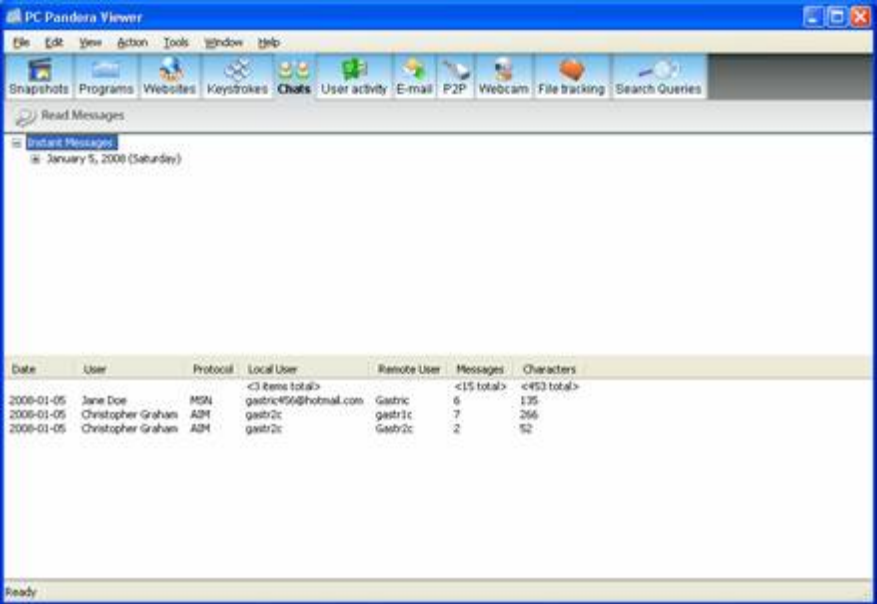 PC Pandora Viewer
File Edit View Action Tools Window Help
Snapshots Programs Websites Keystrokes Chats User activity E-mail P2P Webcam File tracking Search Queries
Read Messages
Instant Messages
January 5, 2008 (Saturday)
Date User Protocol Local User Remote User Messages Characters
<3 items total> <15 total> <453 total>
2008-01-05 Jane Doe MSN gastric456@hotmail.com Gastric 6 135
2008-01-05 Christopher Graham AIM gastr2c gastr1c 7 266
2008-01-05 Christopher Graham AIM gastr2c Gastr2c 2 52
Ready